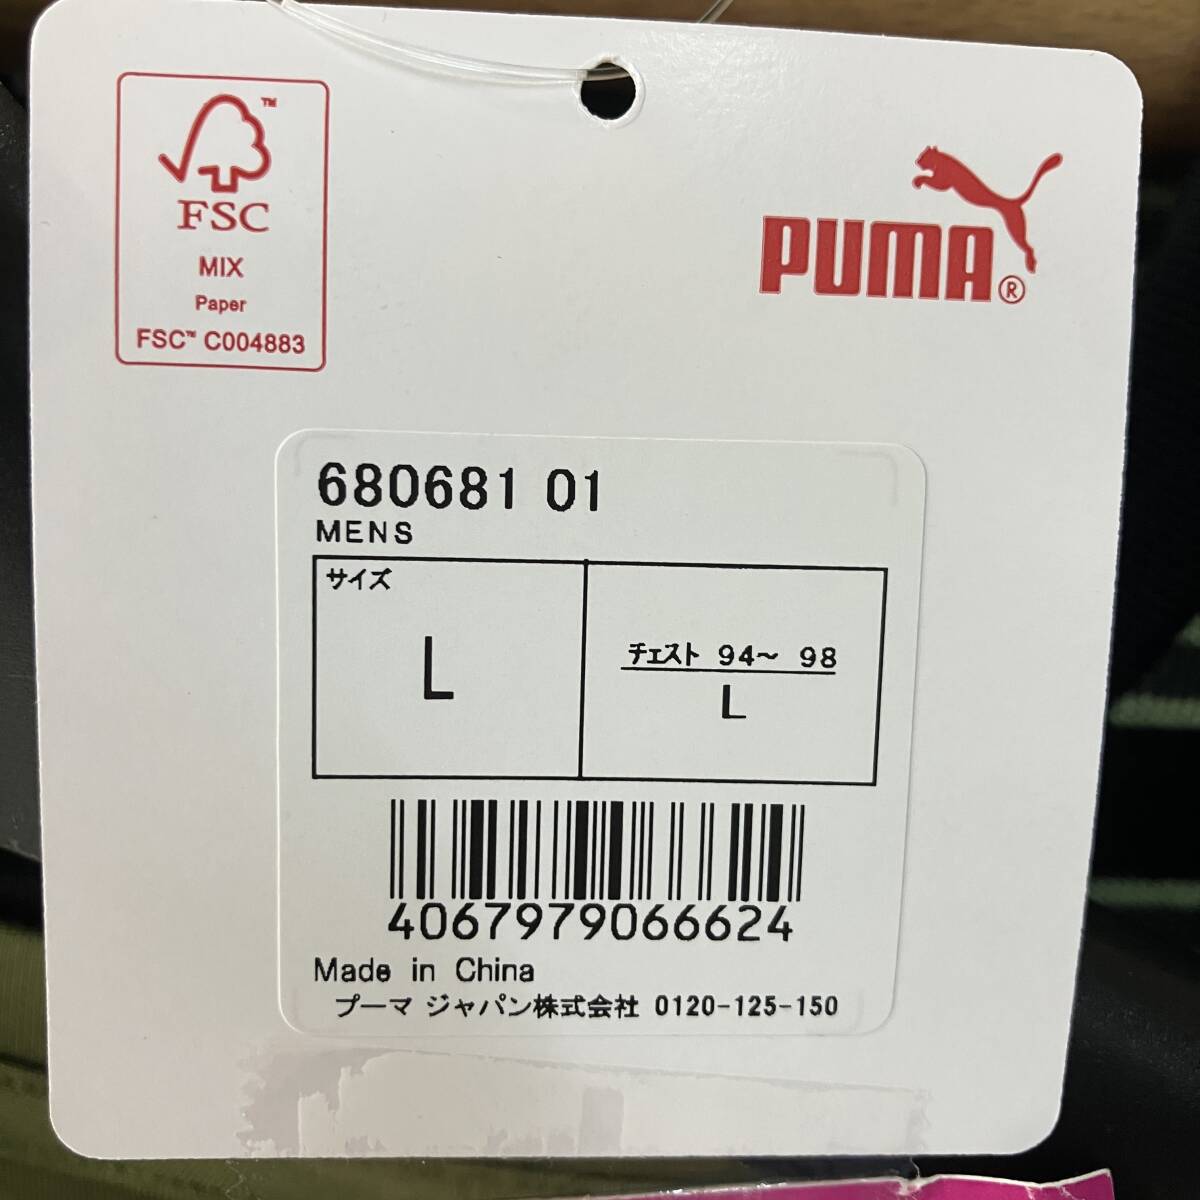 ™
FSC
MIX
Paper
FSC™ C004883
PUMA®
680681 01
MENS
サイズ
L
チェスト 94～ 98
L
4067979066624
Made in China
プーマ ジャパン株式会社 0120-125-150